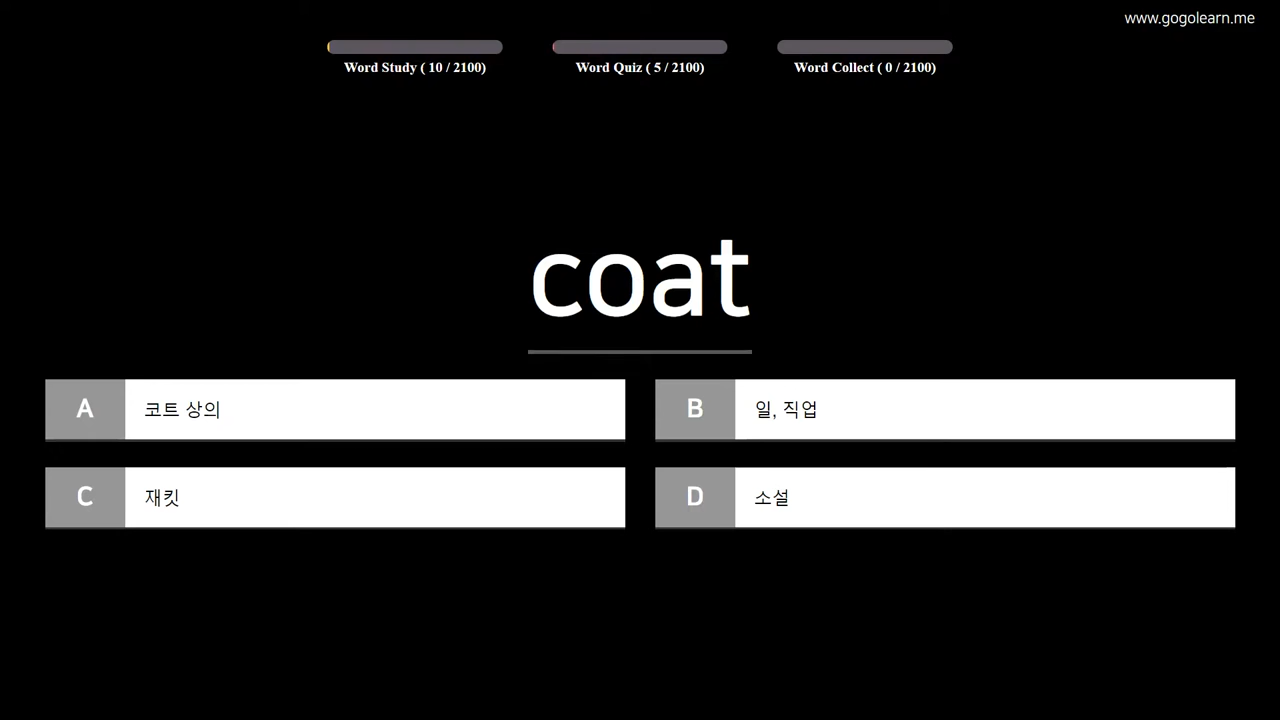 www.gogolearn.me
Word Study ( 10 / 2100)
Word Quiz ( 5 / 2100)
Word Collect ( 0 / 2100)
coat
A 코트 상의
B 일, 직업
C 재킷
D 소설